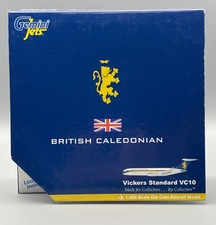 Gemini
Jets
BRITISH CALEDONIAN
Vickers Standard VC10
Made for Collectors . . . By Collectors™
1:400 Scale Die Cast Aircraft Model